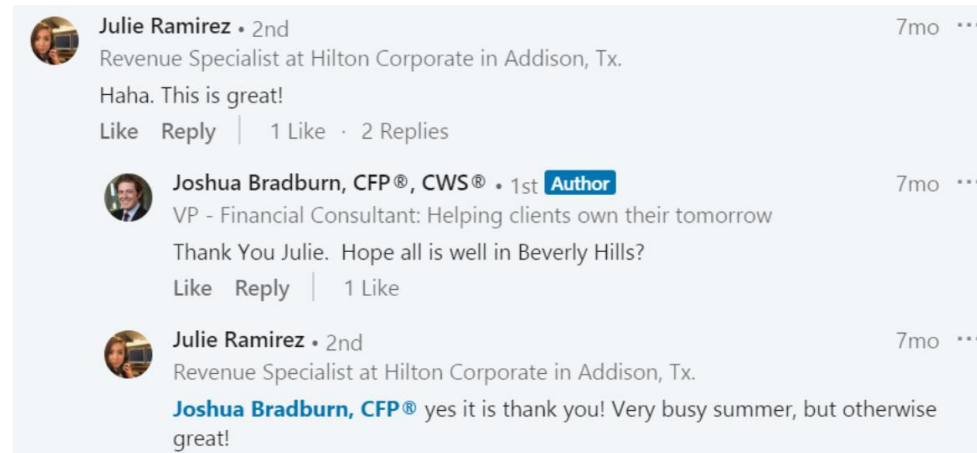 Julie Ramirez • 2nd 7mo ...
Revenue Specialist at Hilton Corporate in Addison, Tx.
Haha. This is great!
Like Reply | 1 Like · 2 Replies
Joshua Bradburn, CFP®, CWS® • 1st Author 7mo ...
VP - Financial Consultant: Helping clients own their tomorrow
Thank You Julie.  Hope all is well in Beverly Hills?
Like Reply | 1 Like
Julie Ramirez • 2nd 7mo ...
Revenue Specialist at Hilton Corporate in Addison, Tx.
Joshua Bradburn, CFP® yes it is thank you! Very busy summer, but otherwise
great!